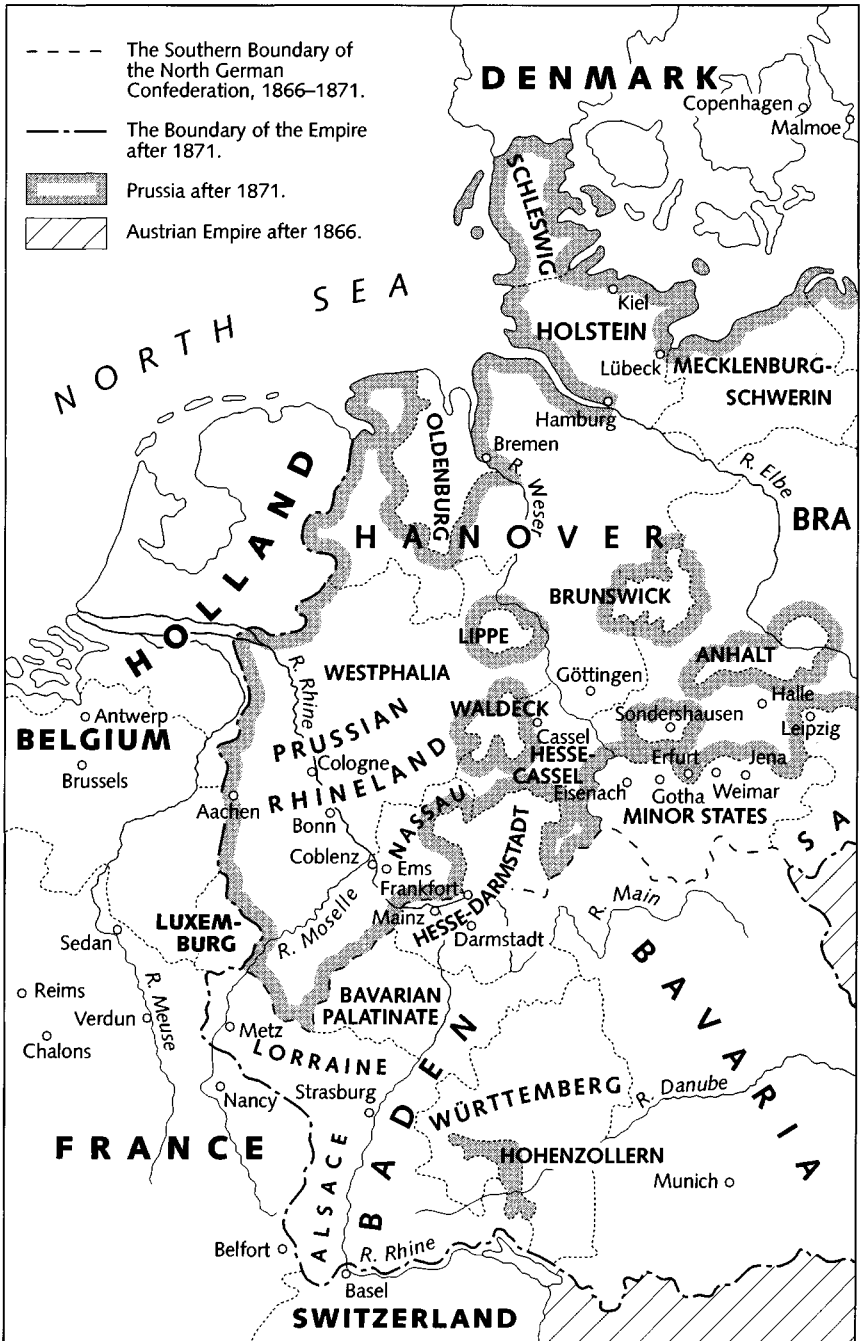 The Southern Boundary of
the North German
Confederation, 1866–1871.
The Boundary of the Empire
after 1871.
Prussia after 1871.
Austrian Empire after 1866.
DENMARK
Copenhagen
Malmoe
SCHLESWIG
NORTH SEA
Kiel
HOLSTEIN
Lübeck
MECKLENBURG-
SCHWERIN
Hamburg
OLDENBURG
Bremen
R. Weser
R. Elbe
HOLLAND
HANOVER
BRA
BRUNSWICK
LIPPE
WESTPHALIA
Göttingen
ANHALT
R. Rhine
Halle
Antwerp
BELGIUM
Brussels
PRUSSIAN
RHINELAND
WALDECK
Cassel
HESSE-
CASSEL
Sondershausen
Leipzig
Cologne
Aachen
Bonn
Eisenach
Erfurt
Jena
Gotha
Weimar
MINOR STATES
SA
NASSAU
Coblenz
Ems
Frankfort
HESSE-DARMSTADT
Mainz
Darmstadt
R. Main
LUXEM-
BURG
R. Moselle
Sedan
Reims
Verdun
R. Meuse
Chalons
BAVARIAN
PALATINATE
BAVARIA
Metz
LORRAINE
Nancy
Strasburg
BADEN
WÜRTTEMBERG
R. Danube
FRANCE
ALSACE
HOHENZOLLERN
Munich
Belfort
R. Rhine
Basel
SWITZERLAND